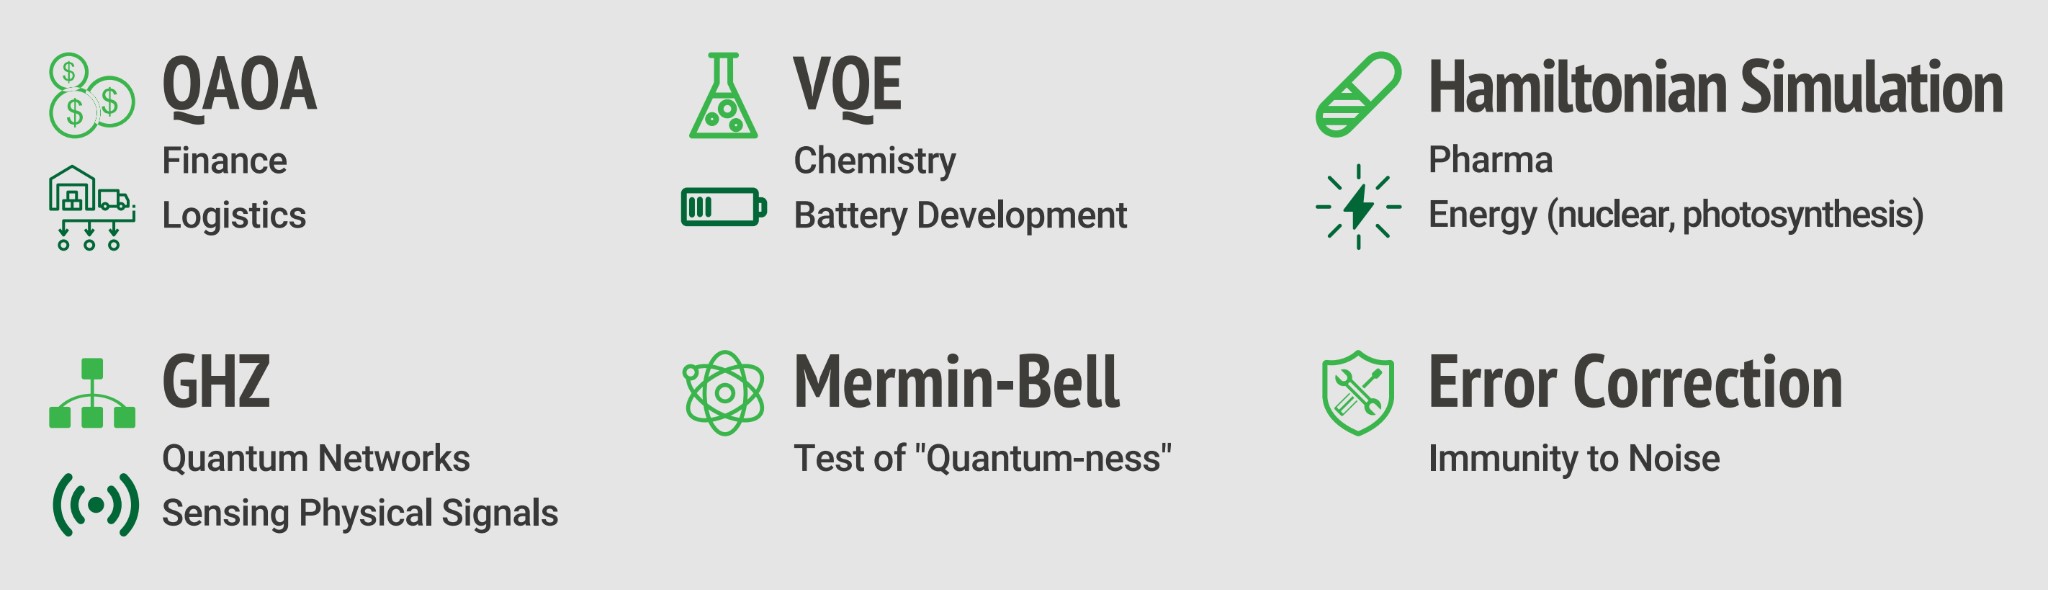 QAOA
Finance
Logistics
VQE
Chemistry
Battery Development
Hamiltonian Simulation
Pharma
Energy (nuclear, photosynthesis)
GHZ
Quantum Networks
Sensing Physical Signals
Mermin-Bell
Test of "Quantum-ness"
Error Correction
Immunity to Noise